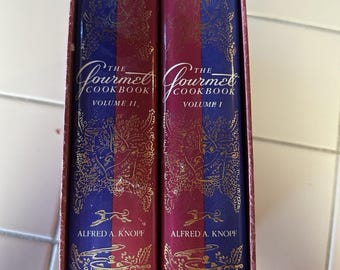 THE
Gourmet
COOKBOOK
VOLUME II
ALFRED A. KNOPF
THE
Gourmet
COOKBOOK
VOLUME I
ALFRED A. KNOPF